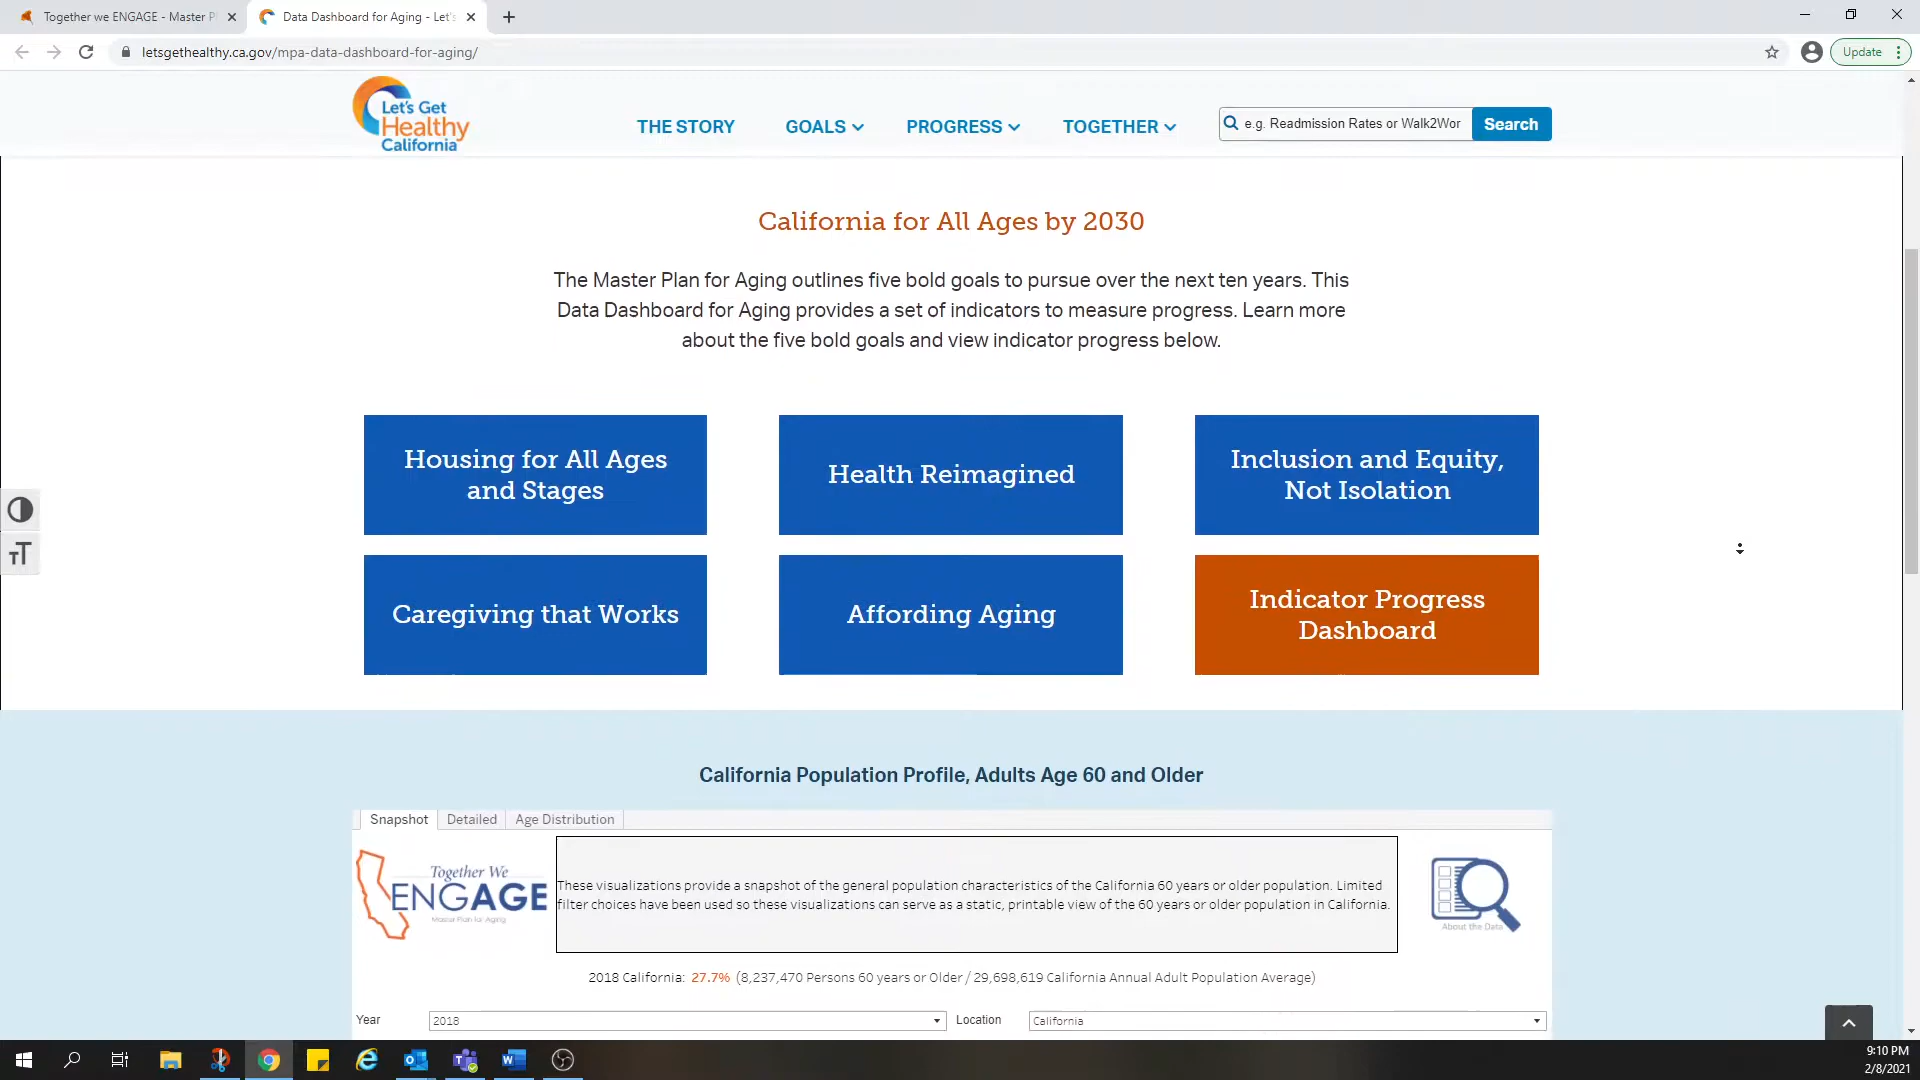 Together we ENGAGE - Master P
Data Dashboard for Aging - Let's
letsgethealthy.ca.gov/mpa-data-dashboard-for-aging/
Update
Let's Get
Healthy
California
THE STORY
GOALS
PROGRESS
TOGETHER
e.g. Readmission Rates or Walk2Wor
Search
California for All Ages by 2030
The Master Plan for Aging outlines five bold goals to pursue over the next ten years. This
Data Dashboard for Aging provides a set of indicators to measure progress. Learn more
about the five bold goals and view indicator progress below.
Housing for All Ages
and Stages
Health Reimagined
Inclusion and Equity,
Not Isolation
TT
Caregiving that Works
Affording Aging
Indicator Progress
Dashboard
California Population Profile, Adults Age 60 and Older
Snapshot
Detailed
Age Distribution
Together We
ENGAGE
Master Plan for Aging
These visualizations provide a snapshot of the general population characteristics of the California 60 years or older population. Limited
filter choices have been used so these visualizations can serve as a static, printable view of the 60 years or older population in California.
About the Data
2018 California: 27.7% (8,237,470 Persons 60 years or Older / 29,698,619 California Annual Adult Population Average)
Year
2018
Location
California
9:10 PM
2/8/2021